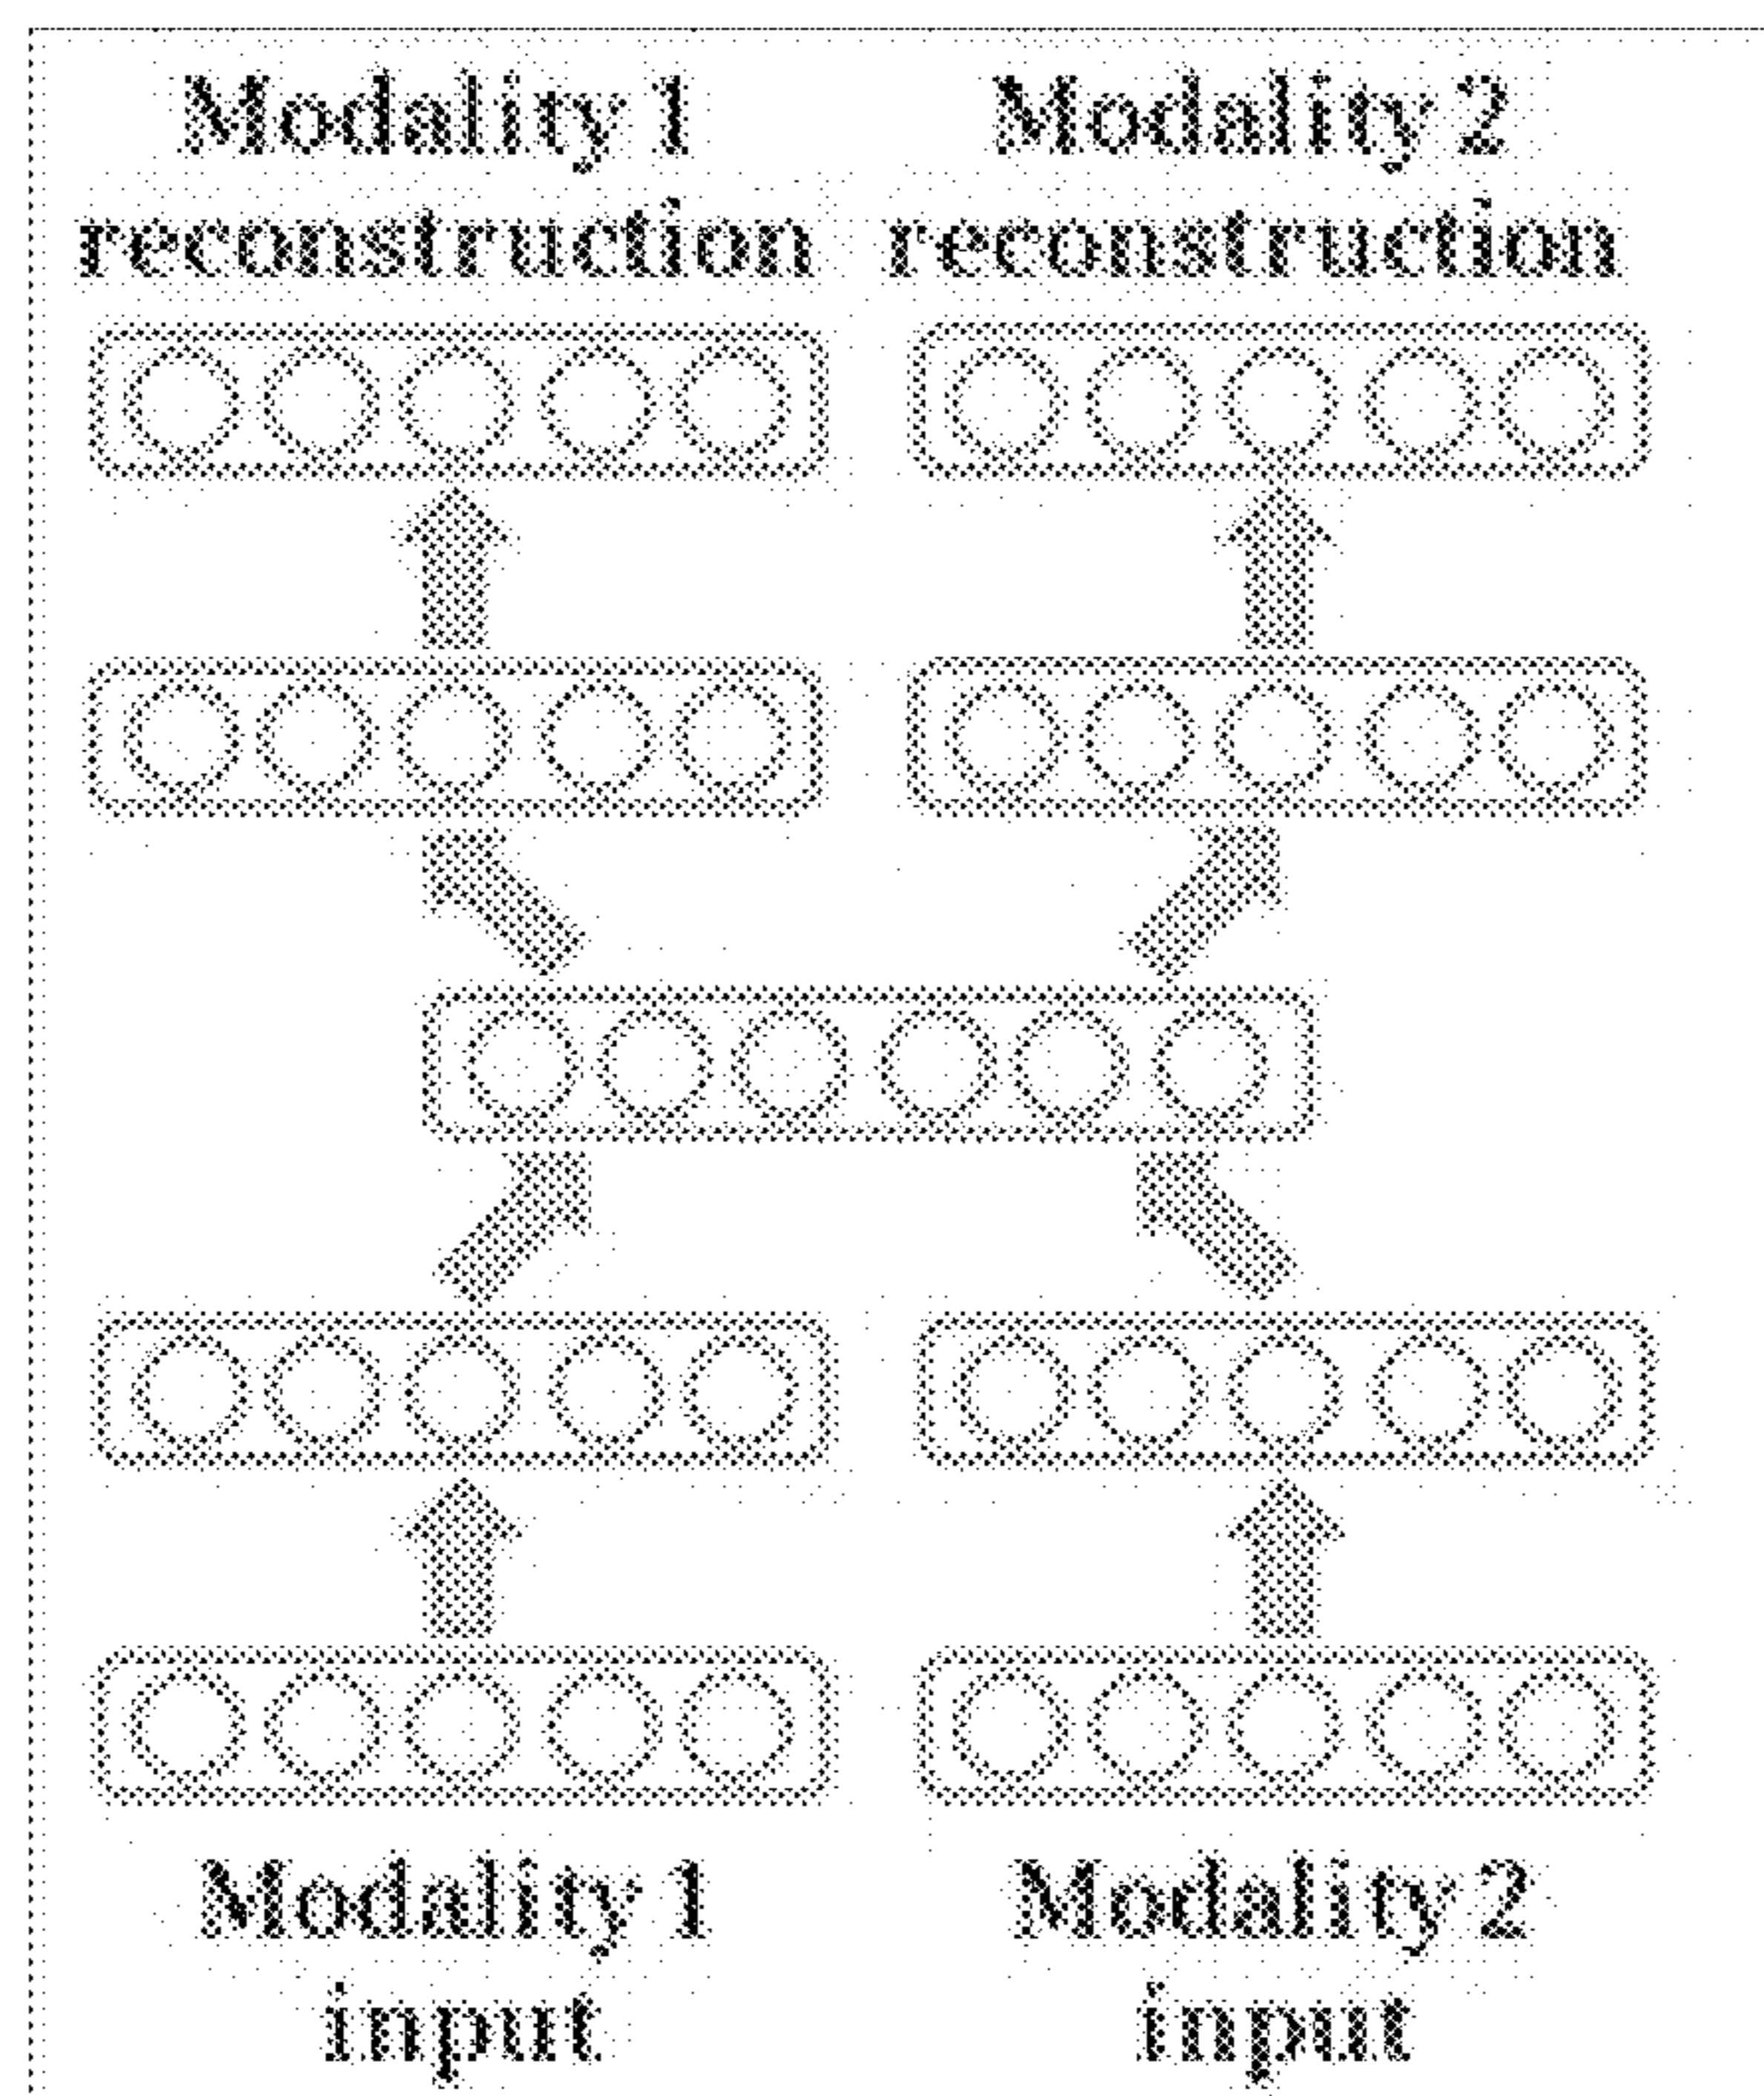 Modality 1
reconstruction
Modality 2
reconstruction
Modality 1
input
Modality 2
input